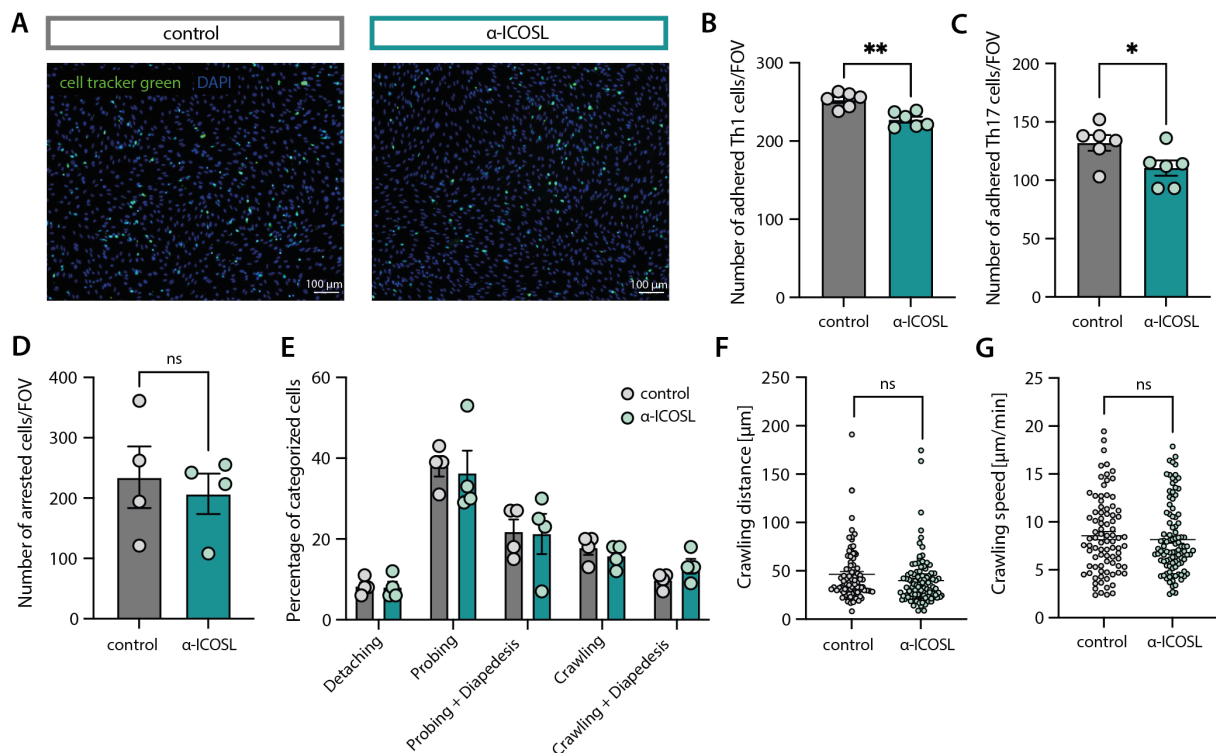 A
control
α-ICOSL
cell tracker green DAPI
100 µm
100 µm
B
Number of adhered Th1 cells/FOV
300
200
100
0
**
control
α-ICOSL
C
Number of adhered Th17 cells/FOV
200
150
100
50
0
*
control
α-ICOSL
D
Number of arrested cells/FOV
400
300
200
100
0
ns
control
α-ICOSL
E
Percentage of categorized cells
60
40
20
0
control
α-ICOSL
Detaching
Probing
Probing + Diapedesis
Crawling
Crawling + Diapedesis
F
Crawling distance [µm]
250
200
150
100
50
0
ns
control
α-ICOSL
G
Crawling speed [µm/min]
25
20
15
10
5
0
ns
control
α-ICOSL